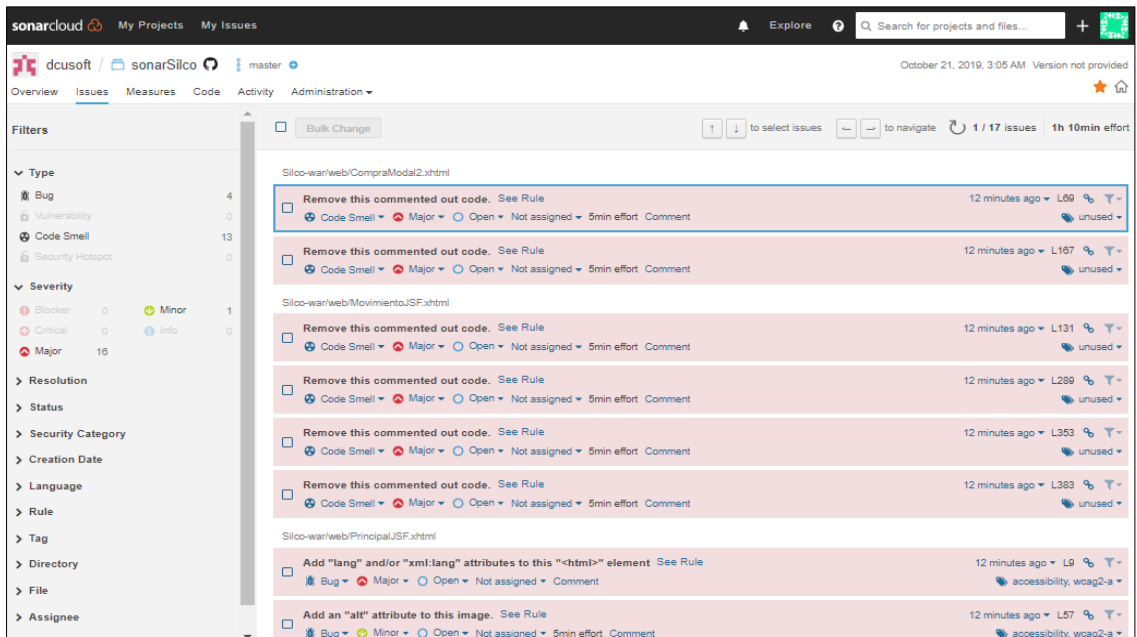 sonarcloud My Projects My Issues Explore Search for projects and files... +
dcusoft / sonarSilco master October 21, 2019, 3:05 AM Version not provided
Overview Issues Measures Code Activity Administration
Filters
Bulk Change ↑ ↓ to select issues ← → to navigate 1 / 17 issues 1h 10min effort
Type
Bug 4
Vulnerability 0
Code Smell 13
Security Hotspot 0
Severity
Blocker 0 Minor 1
Critical 0 Info 0
Major 16
Resolution
Status
Security Category
Creation Date
Language
Rule
Tag
Directory
File
Assignee
Silco-war/web/CompraModal2.xhtml
Remove this commented out code. See Rule 12 minutes ago L69
Code Smell Major Open Not assigned 5min effort Comment unused
Remove this commented out code. See Rule 12 minutes ago L167
Code Smell Major Open Not assigned 5min effort Comment unused
Silco-war/web/MovimientoJSF.xhtml
Remove this commented out code. See Rule 12 minutes ago L131
Code Smell Major Open Not assigned 5min effort Comment unused
Remove this commented out code. See Rule 12 minutes ago L289
Code Smell Major Open Not assigned 5min effort Comment unused
Remove this commented out code. See Rule 12 minutes ago L353
Code Smell Major Open Not assigned 5min effort Comment unused
Remove this commented out code. See Rule 12 minutes ago L383
Code Smell Major Open Not assigned 5min effort Comment unused
Silco-war/web/PrincipalJSF.xhtml
Add "lang" and/or "xml:lang" attributes to this "<html>" element See Rule 12 minutes ago L9
Bug Major Open Not assigned Comment accessibility, wcag2-a
Add an "alt" attribute to this image. See Rule 12 minutes ago L57
Bug Minor Open Not assigned 5min effort Comment accessibility, wcag2-a